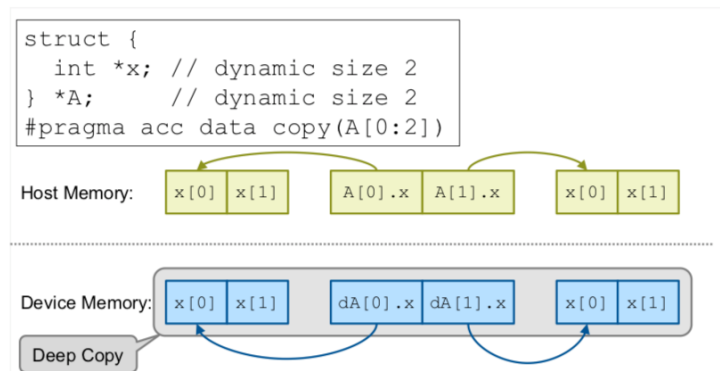 struct {
  int *x; // dynamic size 2
} *A;      // dynamic size 2
#pragma acc data copy(A[0:2])
Host Memory: x[0] x[1] A[0].x A[1].x x[0] x[1]
Device Memory: x[0] x[1] dA[0].x dA[1].x x[0] x[1]
Deep Copy